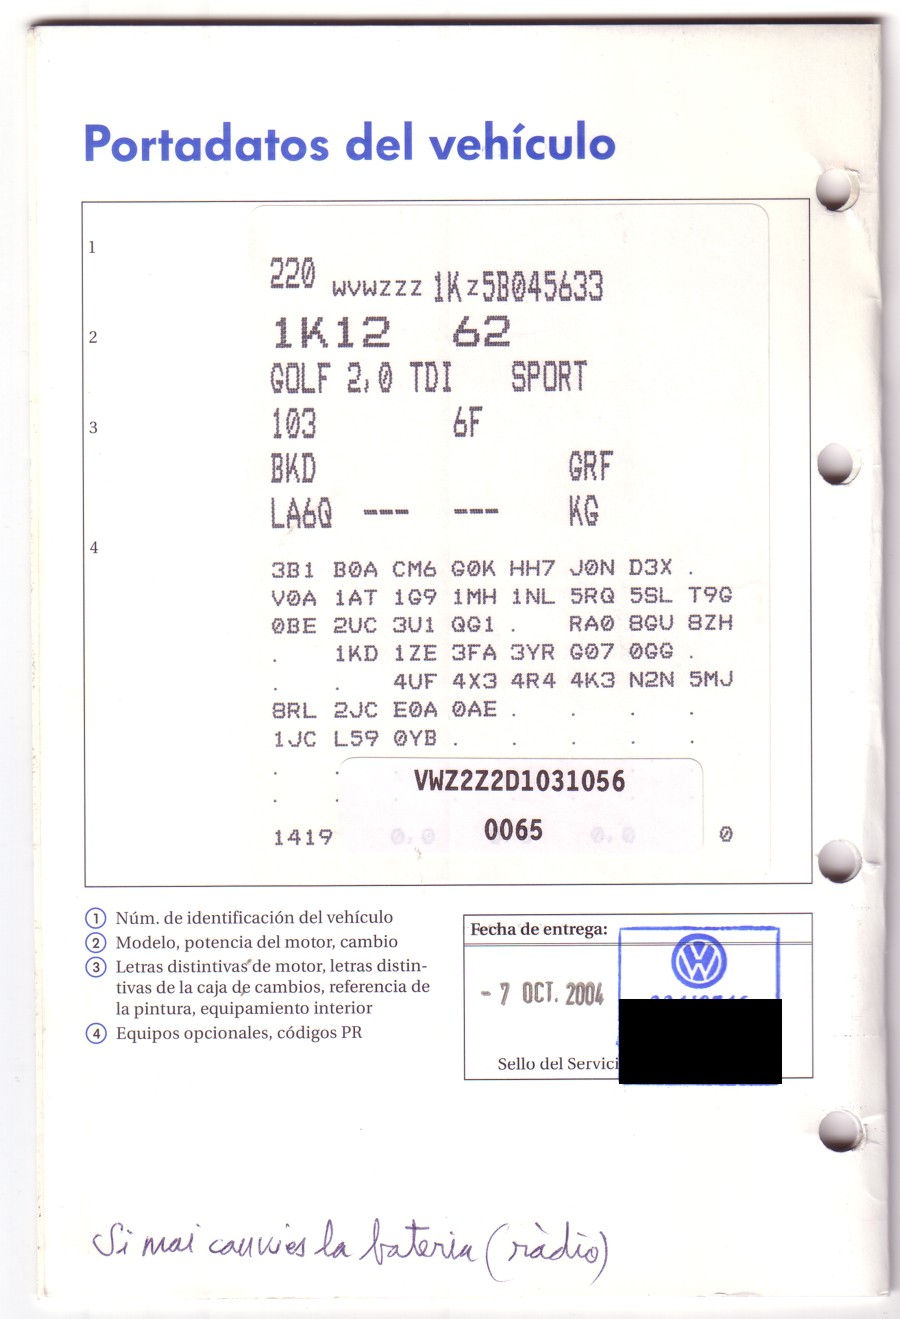 Portadatos del vehículo
1
220 WVWZZZ 1KZ5B045633
2
1K12 62
GOLF 2,0 TDI SPORT
3
103 6F
BKD GRF
LA6Q --- --- KG
4
3B1 B0A CM6 G0K HH7 J0N D3X .
V0A 1AT 1G9 1MH 1NL 5RQ 5SL T9G
0BE 2UC 3U1 QG1 . RA0 8GU 8ZH
. 1KD 1ZE 3FA 3YR G07 0GG .
. . 4UF 4X3 4R4 4K3 N2N 5MJ
8RL 2JC E0A 0AE . . . .
1JC L59 0YB . . . . .
. .
VWZ2Z2D1031056
. .
1419 0,0 0065 0,0 0
1 Núm. de identificación del vehículo
2 Modelo, potencia del motor, cambio
3 Letras distintivas de motor, letras distin-
tivas de la caja de cambios, referencia de
la pintura, equipamiento interior
4 Equipos opcionales, códigos PR
Fecha de entrega:
- 7 OCT. 2004
Sello del Servici
Si mai canvies la bateria (ràdio)